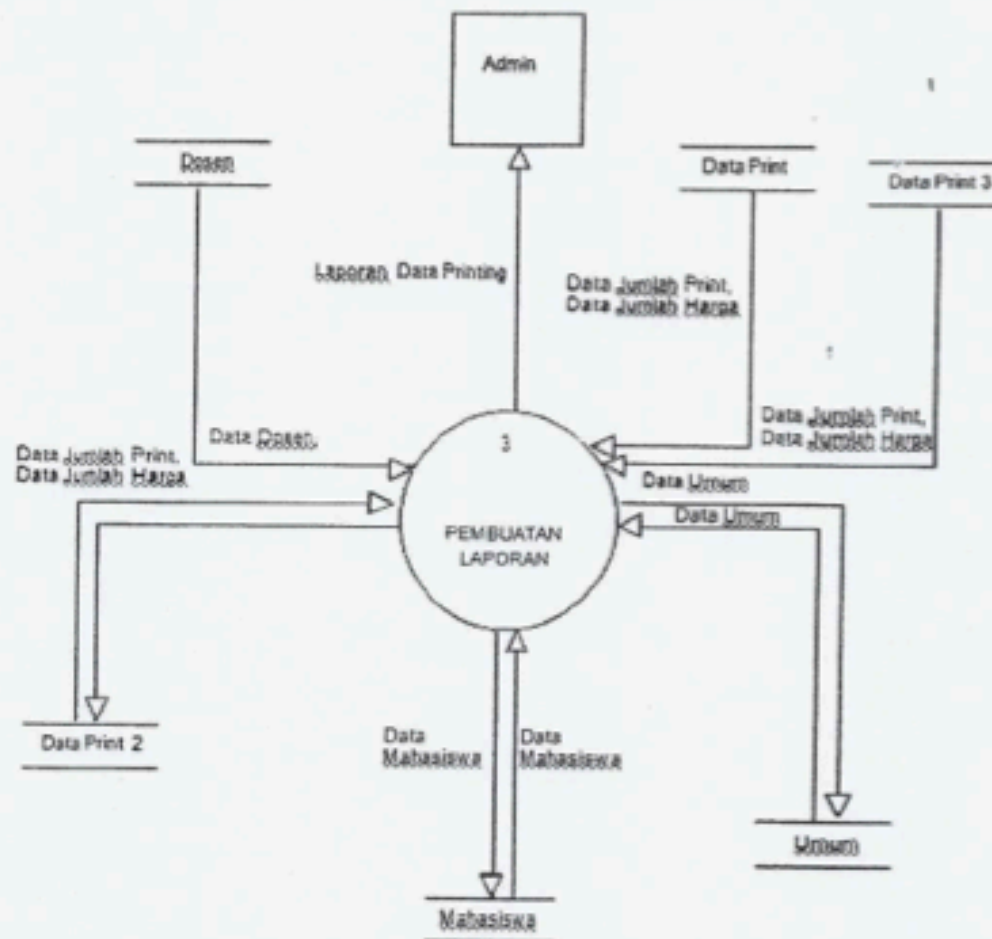 Admin
Dosen
Data Print
Data Print 3
Laporan Data Printing
Data Jumlah Print,
Data Jumlah Harga
Data Jumlah Print,
Data Jumlah Harga
Data Dosen,
Data Jumlah Print,
Data Jumlah Harga
3
PEMBUATAN
LAPORAN
Data Umum
Data Umum
Data Print 2
Data
Mahasiswa
Data
Mahasiswa
Umum
Mahasiswa